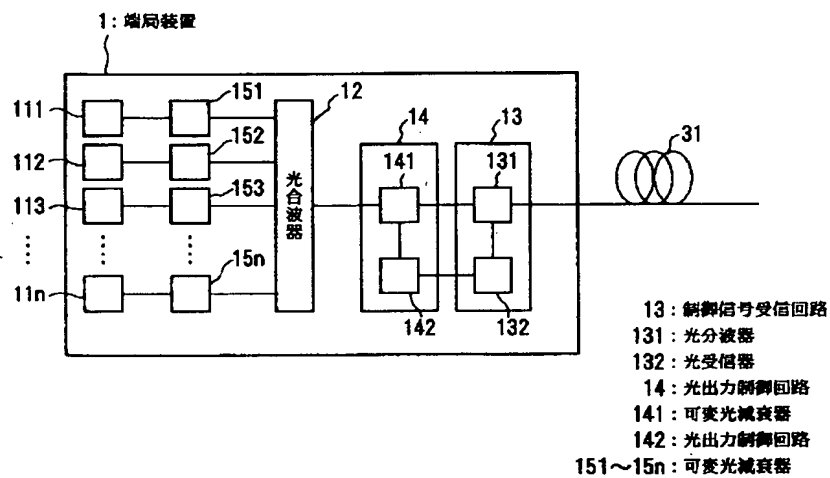 1：端局装置
151
12
111
14
13
31
152
141
131
112
153
光合波器
113
15n
11n
142
132
13：制御信号受信回路
131：光分波器
132：光受信器
14：光出力制御回路
141：可変光減衰器
142：光出力制御回路
151～15n：可変光減衰器